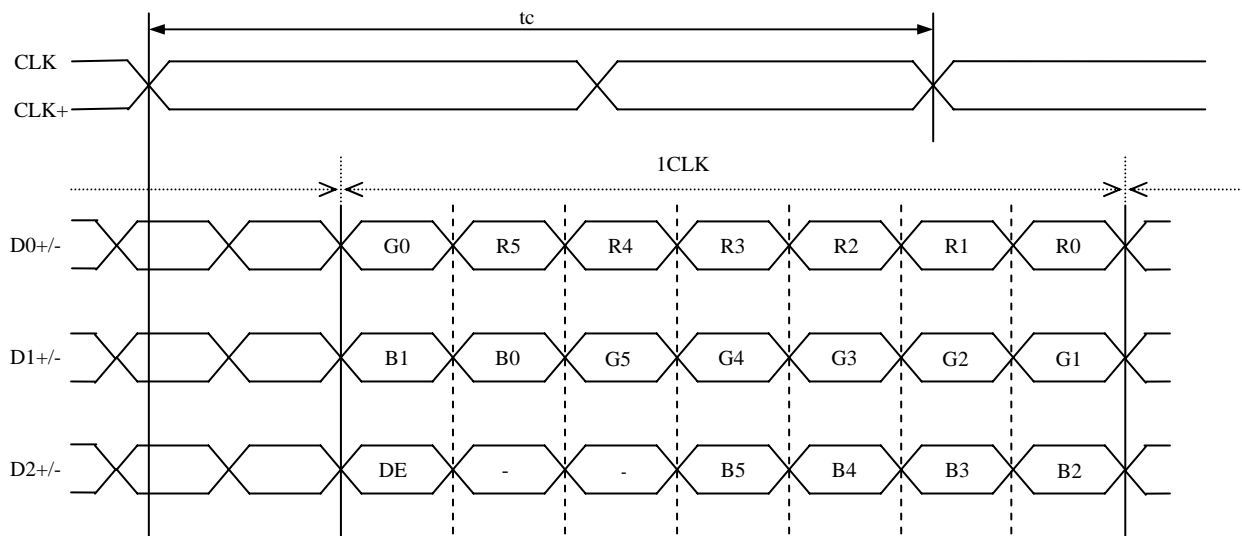 tc
CLK
CLK+
1CLK
D0+/- G0 R5 R4 R3 R2 R1 R0
D1+/- B1 B0 G5 G4 G3 G2 G1
D2+/- DE - - B5 B4 B3 B2